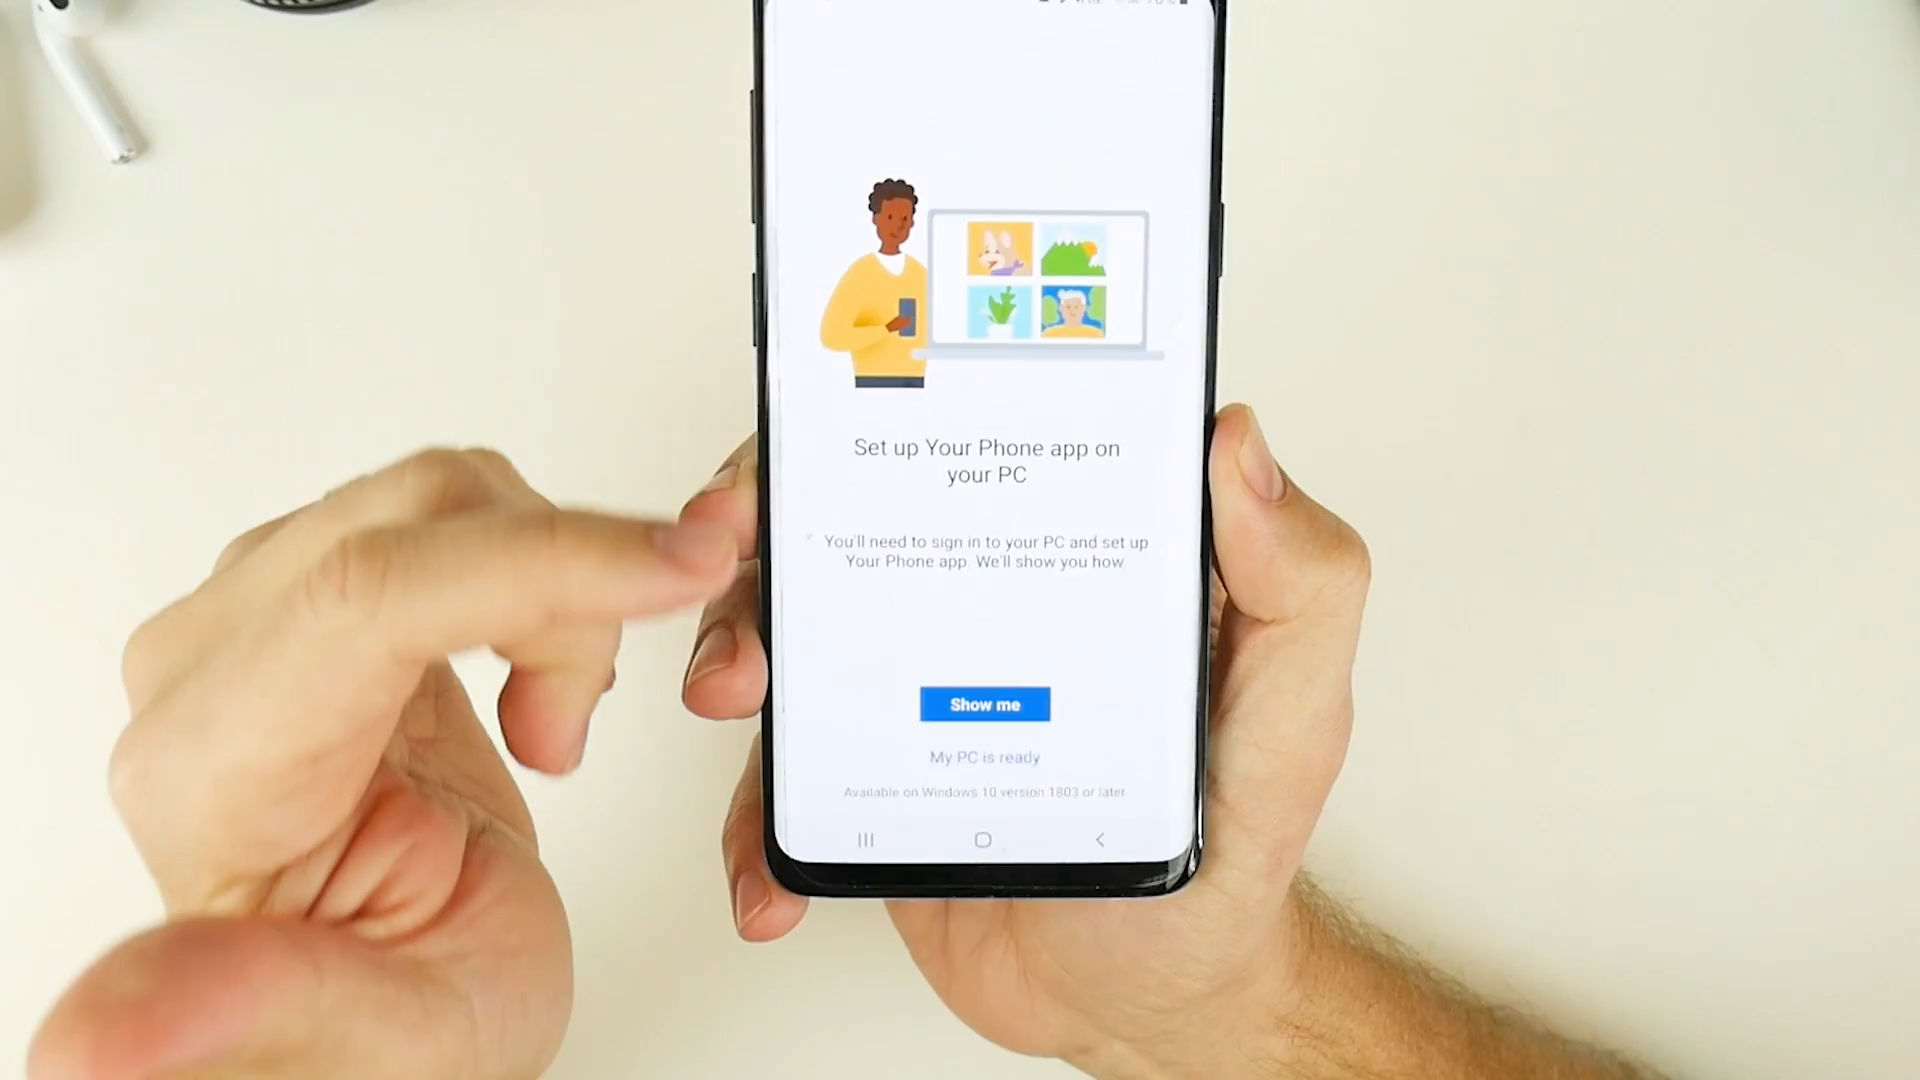 Set up Your Phone app on
your PC
You'll need to sign in to your PC and set up
Your Phone app. We'll show you how
Show me
My PC is ready
Available on Windows 10 version 1803 or later